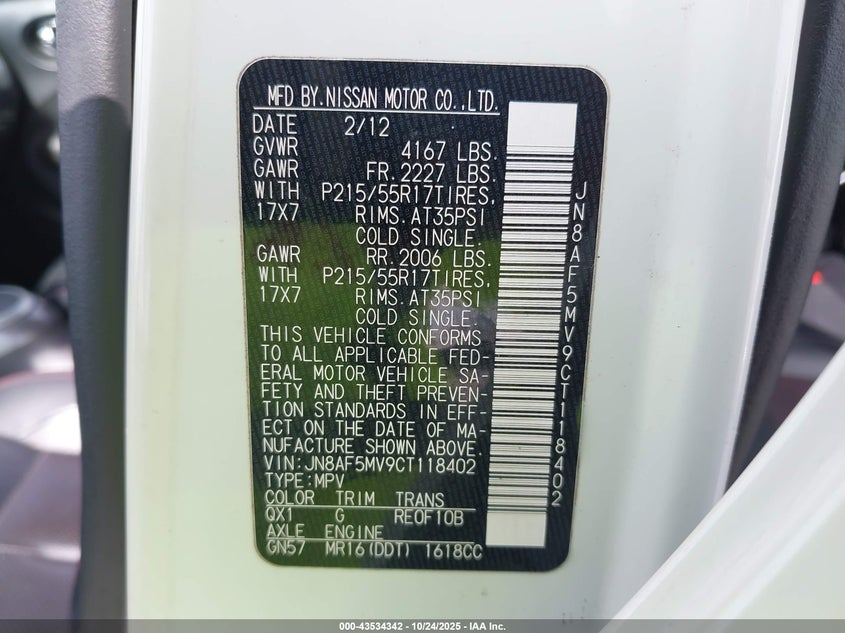 MFD BY.NISSAN MOTOR CO.,LTD.
DATE 2/12
GVWR 4167 LBS.
GAWR FR.2227 LBS.
WITH P215/55R17TIRES,
17X7 RIMS.AT35PSI
COLD SINGLE.
GAWR RR.2006 LBS.
WITH P215/55R17TIRES,
17X7 RIMS.AT35PSI
COLD SINGLE.
THIS VEHICLE CONFORMS
TO ALL APPLICABLE FED-
ERAL MOTOR VEHICLE SA-
FETY AND THEFT PREVEN-
TION STANDARDS IN EFF-
ECT ON THE DATE OF MA-
NUFACTURE SHOWN ABOVE.
VIN:JN8AF5MV9CT118402
TYPE:MPV
COLOR TRIM TRANS
QX1 G REOF10B
AXLE ENGINE
GN57 MR16(DDT) 1618CC
JN8AF5MV9CT118402
000-43534342 - 10/24/2025 - IAA Inc.